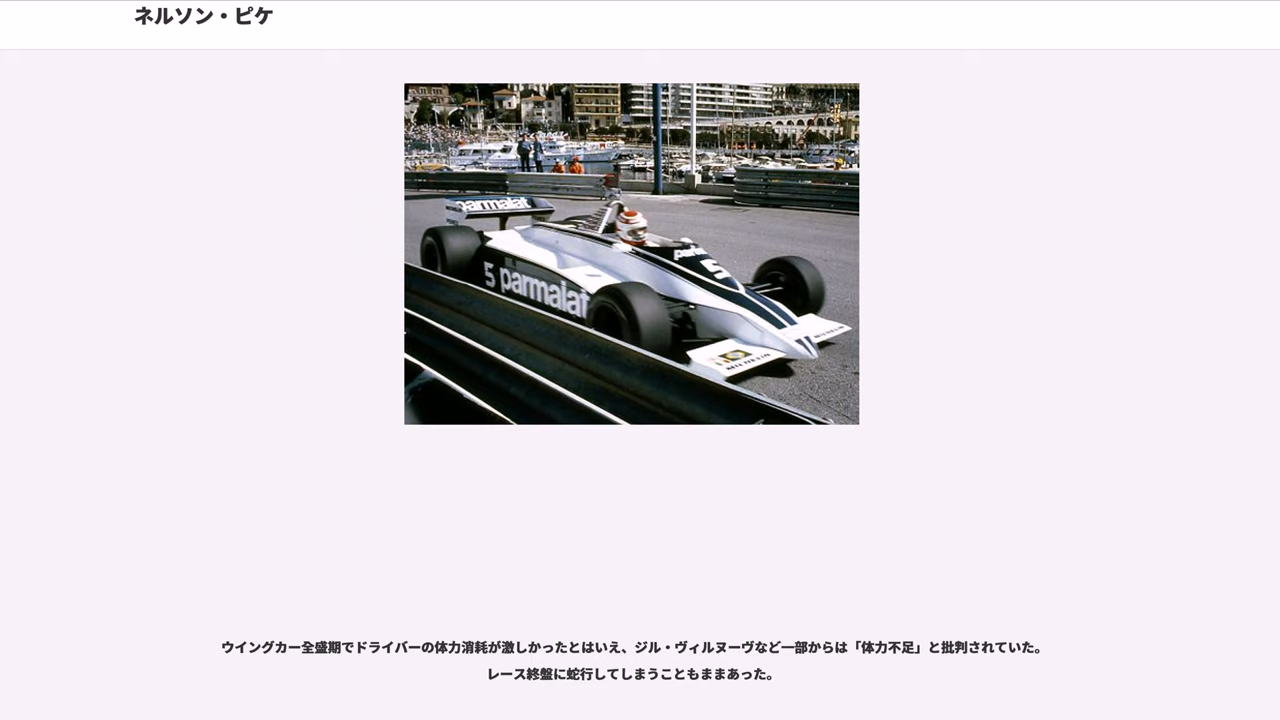 ネルソン・ピケ
parmalat
5
5 parmalat
ウイングカー全盛期でドライバーの体力消耗が激しかったとはいえ、ジル・ヴィルヌーヴなど一部からは「体力不足」と批判されていた。
レース終盤に蛇行してしまうこともままあった。